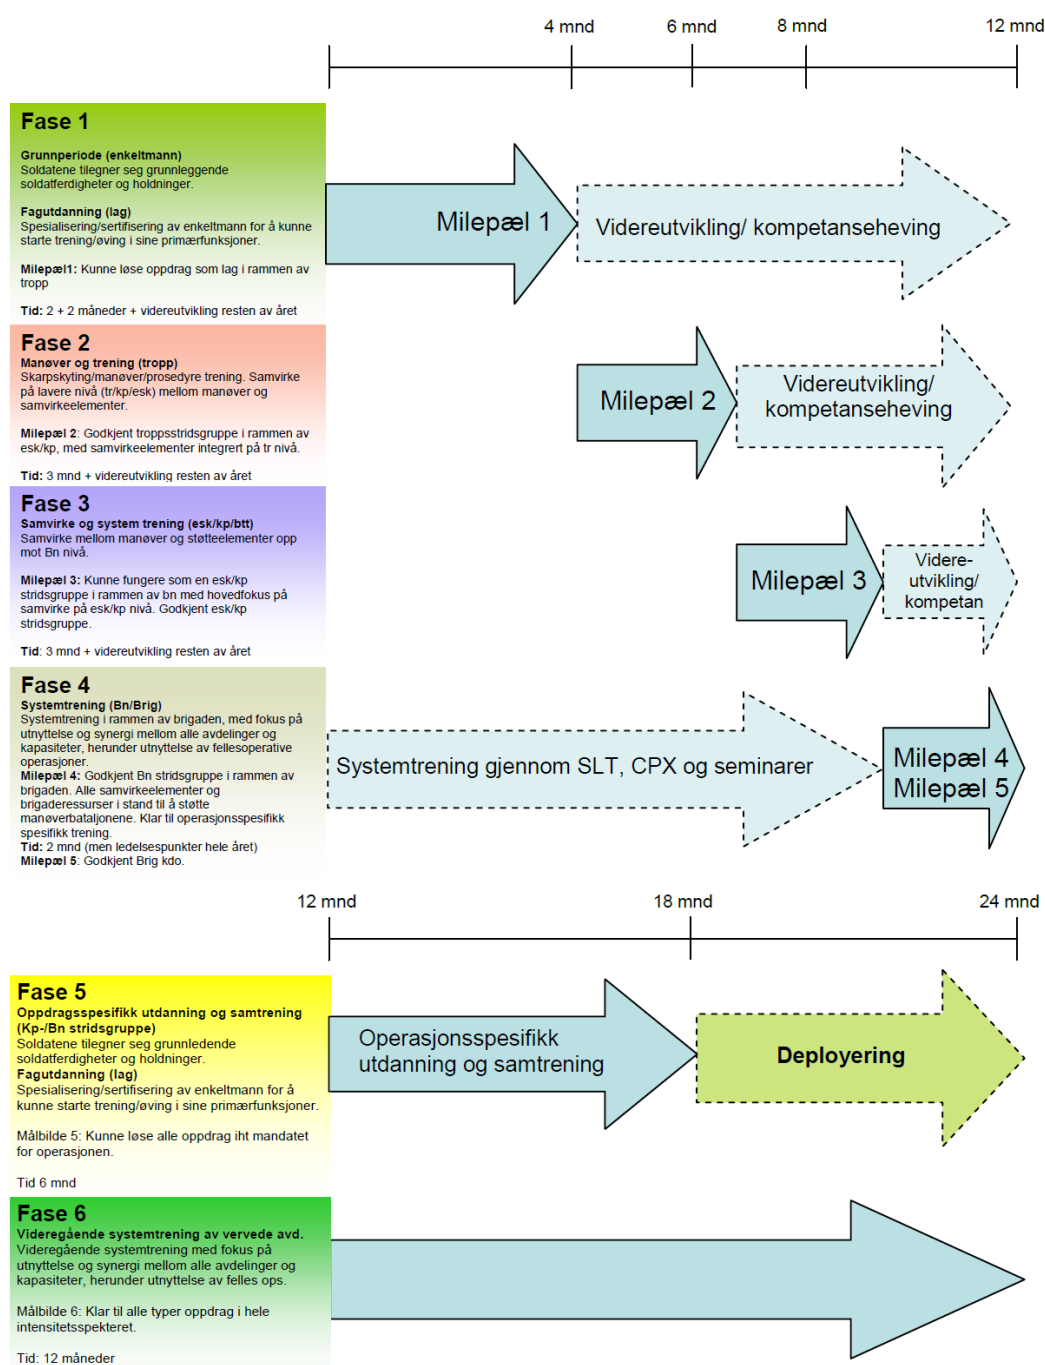 4 mnd
6 mnd
8 mnd
12 mnd
Fase 1
Grunnperiode (enkeltmann)
Soldatene tilegner seg grunnleggende
soldatferdigheter og holdninger.
Fagutdanning (lag)
Spesialisering/sertifisering av enkeltmann for å kunne
starte trening/øving i sine primærfunksjoner.
Milepæl1: Kunne løse oppdrag som lag i rammen av
tropp
Tid: 2 + 2 måneder + videreutvikling resten av året
Milepæl 1
Videreutvikling/ kompetanseheving
Fase 2
Manøver og trening (tropp)
Skarpskyting/manøver/prosedyre trening. Samvirke
på lavere nivå (tr/kp/esk) mellom manøver og
samvirkeelementer.
Milepæl 2: Godkjent troppsstridsgruppe i rammen av
esk/kp, med samvirkeelementer integrert på tr nivå.
Tid: 3 mnd + videreutvikling resten av året
Milepæl 2
Videreutvikling/
kompetanseheving
Fase 3
Samvirke og system trening (esk/kp/btt)
Samvirke mellom manøver og støtteelementer opp
mot Bn nivå.
Milepæl 3: Kunne fungere som en esk/kp
stridsgruppe i rammen av bn med hovedfokus på
samvirke på esk/kp nivå. Godkjent esk/kp
stridsgruppe.
Tid: 3 mnd + videreutvikling resten av året
Milepæl 3
Videre-
utvikling/
kompetan
Fase 4
Systemtrening (Bn/Brig)
Systemtrening i rammen av brigaden, med fokus på
utnyttelse og synergi mellom alle avdelinger og
kapasiteter, herunder utnyttelse av fellesoperative
operasjoner.
Milepæl 4: Godkjent Bn stridsgruppe i rammen av
brigaden. Alle samvirkeelementer og
brigaderessurser i stand til å støtte
manøverbataljonene. Klar til operasjonsspesifikk
spesifikk trening.
Tid: 2 mnd (men ledelsespunkter hele året)
Milepæl 5: Godkjent Brig kdo.
Systemtrening gjennom SLT, CPX og seminarer
Milepæl 4
Milepæl 5
12 mnd
18 mnd
24 mnd
Fase 5
Oppdragsspesifikk utdanning og samtrening
(Kp-/Bn stridsgruppe)
Soldatene tilegner seg grunnledende
soldatferdigheter og holdninger.
Fagutdanning (lag)
Spesialisering/sertifisering av enkeltmann for å
kunne starte trening/øving i sine primærfunksjoner.
Målbilde 5: Kunne løse alle oppdrag iht mandatet
for operasjonen.
Tid 6 mnd
Operasjonsspesifikk
utdanning og samtrening
Deployering
Fase 6
Videregående systemtrening av vervede avd.
Videregående systemtrening med fokus på
utnyttelse og synergi mellom alle avdelinger og
kapasiteter, herunder utnyttelse av felles ops.
Målbilde 6: Klar til alle typer oppdrag i hele
intensitetsspekteret.
Tid: 12 måneder